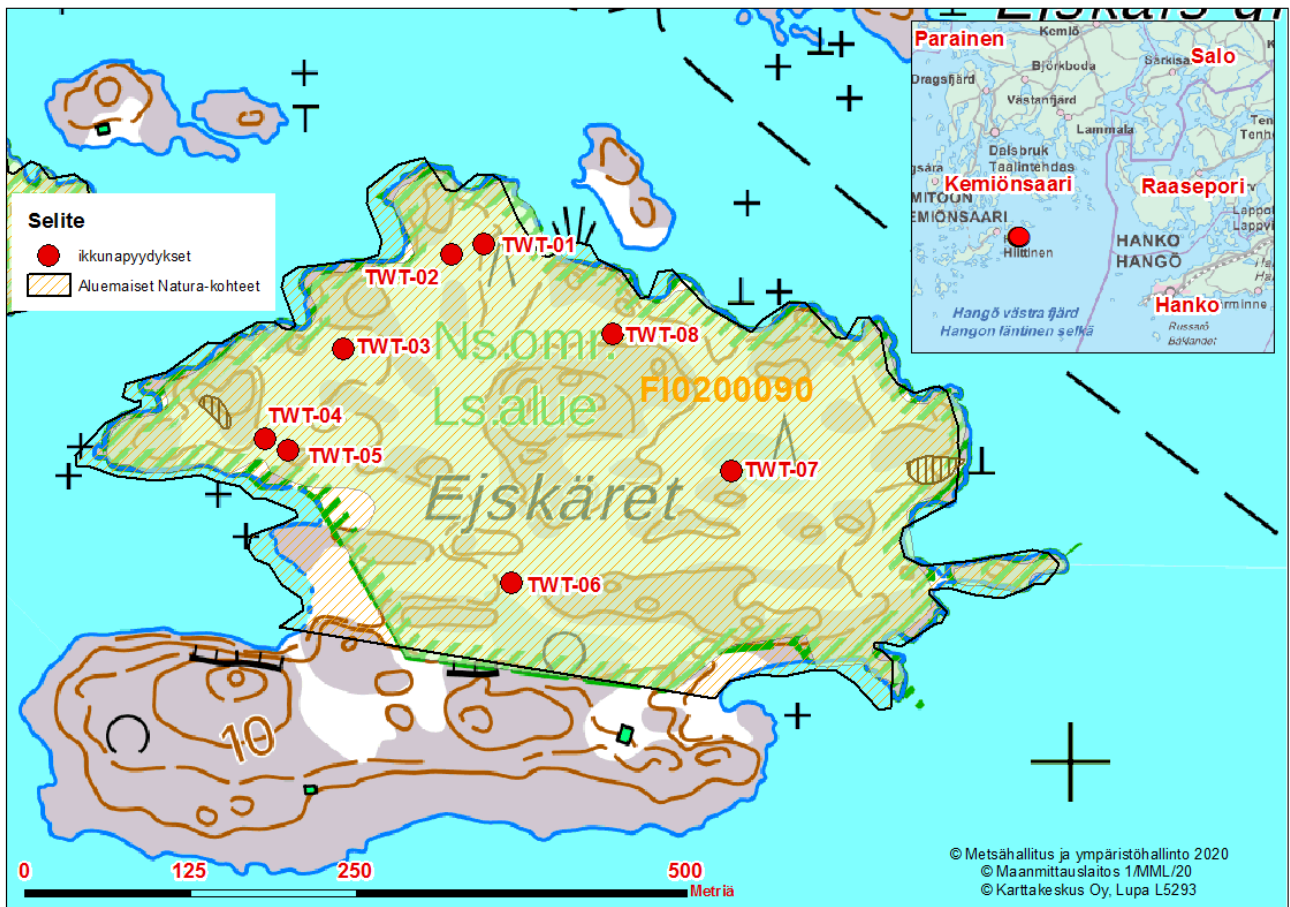 Selite
ikkunapyydykset
Aluemaiset Natura-kohteet
TWT-01
TWT-02
TWT-03
TWT-08
Ns.omr.
Ls.alue
FI0200090
TWT-04
TWT-05
TWT-07
Ejskäret
TWT-06
10
Parainen
Kemiö
Salo
Björkboda
Dragsfjärd
Västanfjärd
Lammala
Dalsbruk
Taalintehdas
Kemiönsaari
Raasepori
EMIÖNSAARI
HANKO
HANGÖ
Hiittinen
Hanko
Hangö västra fjärd
Hangon läntinen selkä
Russarö
0
125
250
500
Metriä
© Metsähallitus ja ympäristöhallinto 2020
© Maanmittauslaitos 1/MML/20
© Karttakeskus Oy, Lupa L5293